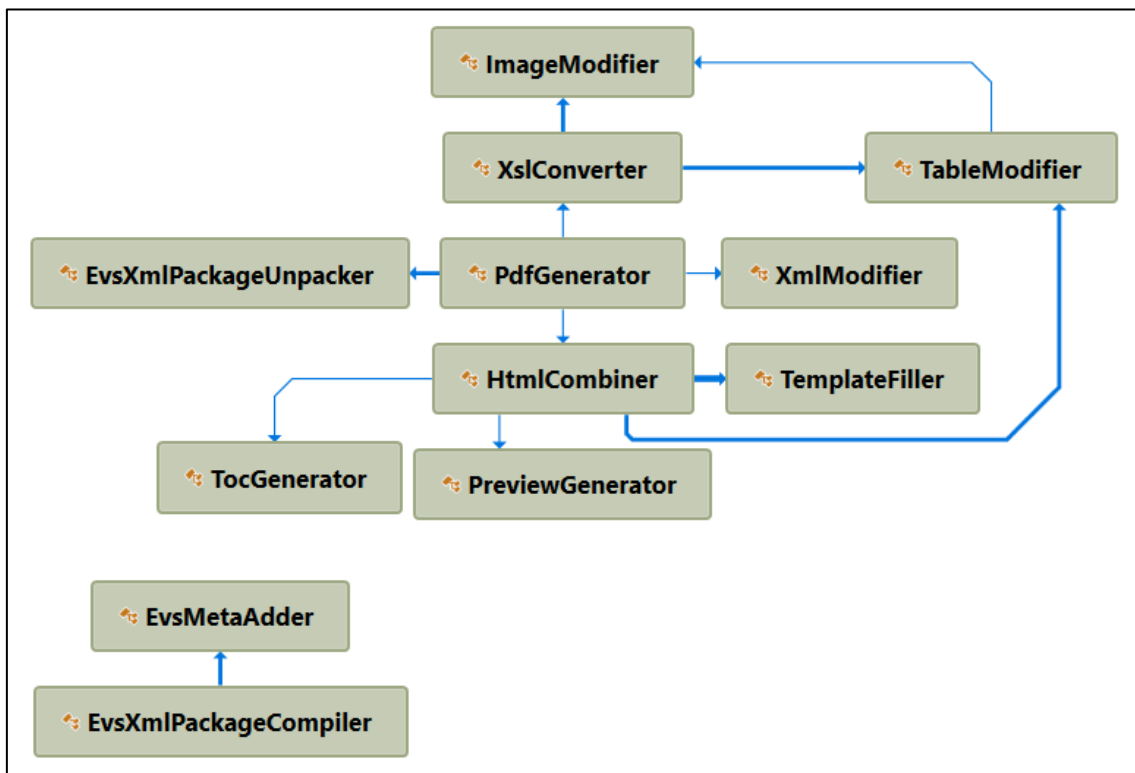 ImageModifier
XslConverter
TableModifier
EvsXmlPackageUnpacker
PdfGenerator
XmlModifier
HtmlCombiner
TemplateFiller
TocGenerator
PreviewGenerator
EvsMetaAdder
EvsXmlPackageCompiler